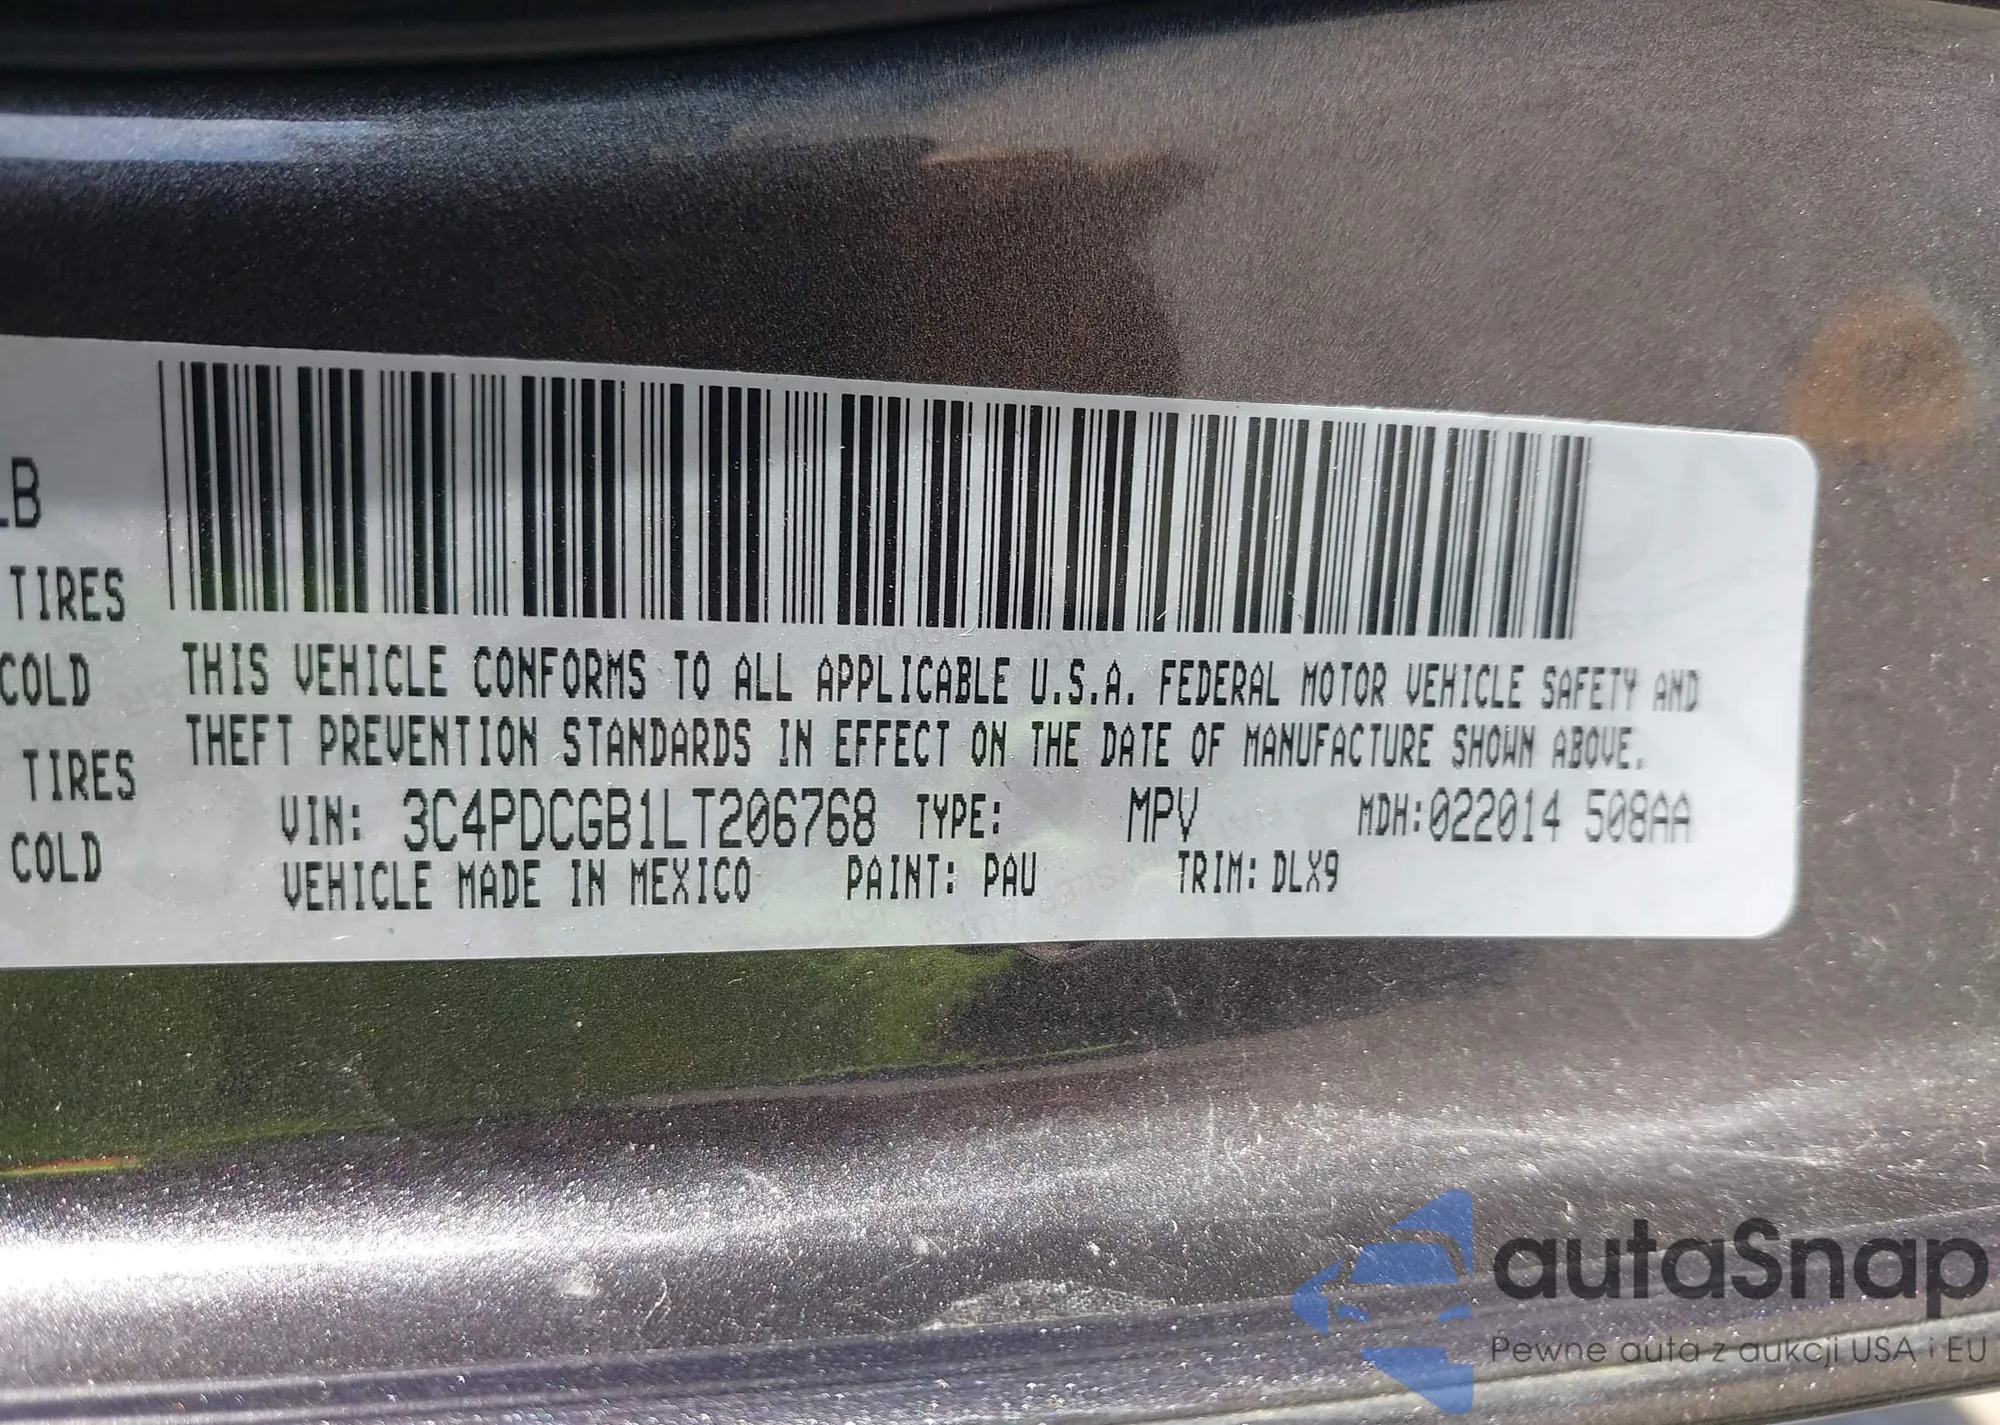 LB
TIRES
COLD
TIRES
COLD
THIS VEHICLE CONFORMS TO ALL APPLICABLE U.S.A. FEDERAL MOTOR VEHICLE SAFETY AND
THEFT PREVENTION STANDARDS IN EFFECT ON THE DATE OF MANUFACTURE SHOWN ABOVE.
VIN: 3C4PDCGB1LT206768 TYPE: MPV MDH:022014 508AA
VEHICLE MADE IN MEXICO PAINT: PAU TRIM: DLX9
autaSnap
Pewne auta z aukcji USA i EU